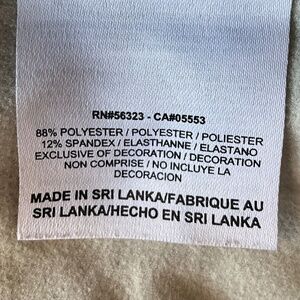 RN#56323 - CA#05553
88% POLYESTER / POLYESTER / POLIESTER
12% SPANDEX / ELASTHANNE / ELASTANO
EXCLUSIVE OF DECORATION / DECORATION
NON COMPRISE / NO INCLUYE LA
DECORACION
MADE IN SRI LANKA/FABRIQUE AU
SRI LANKA/HECHO EN SRI LANKA